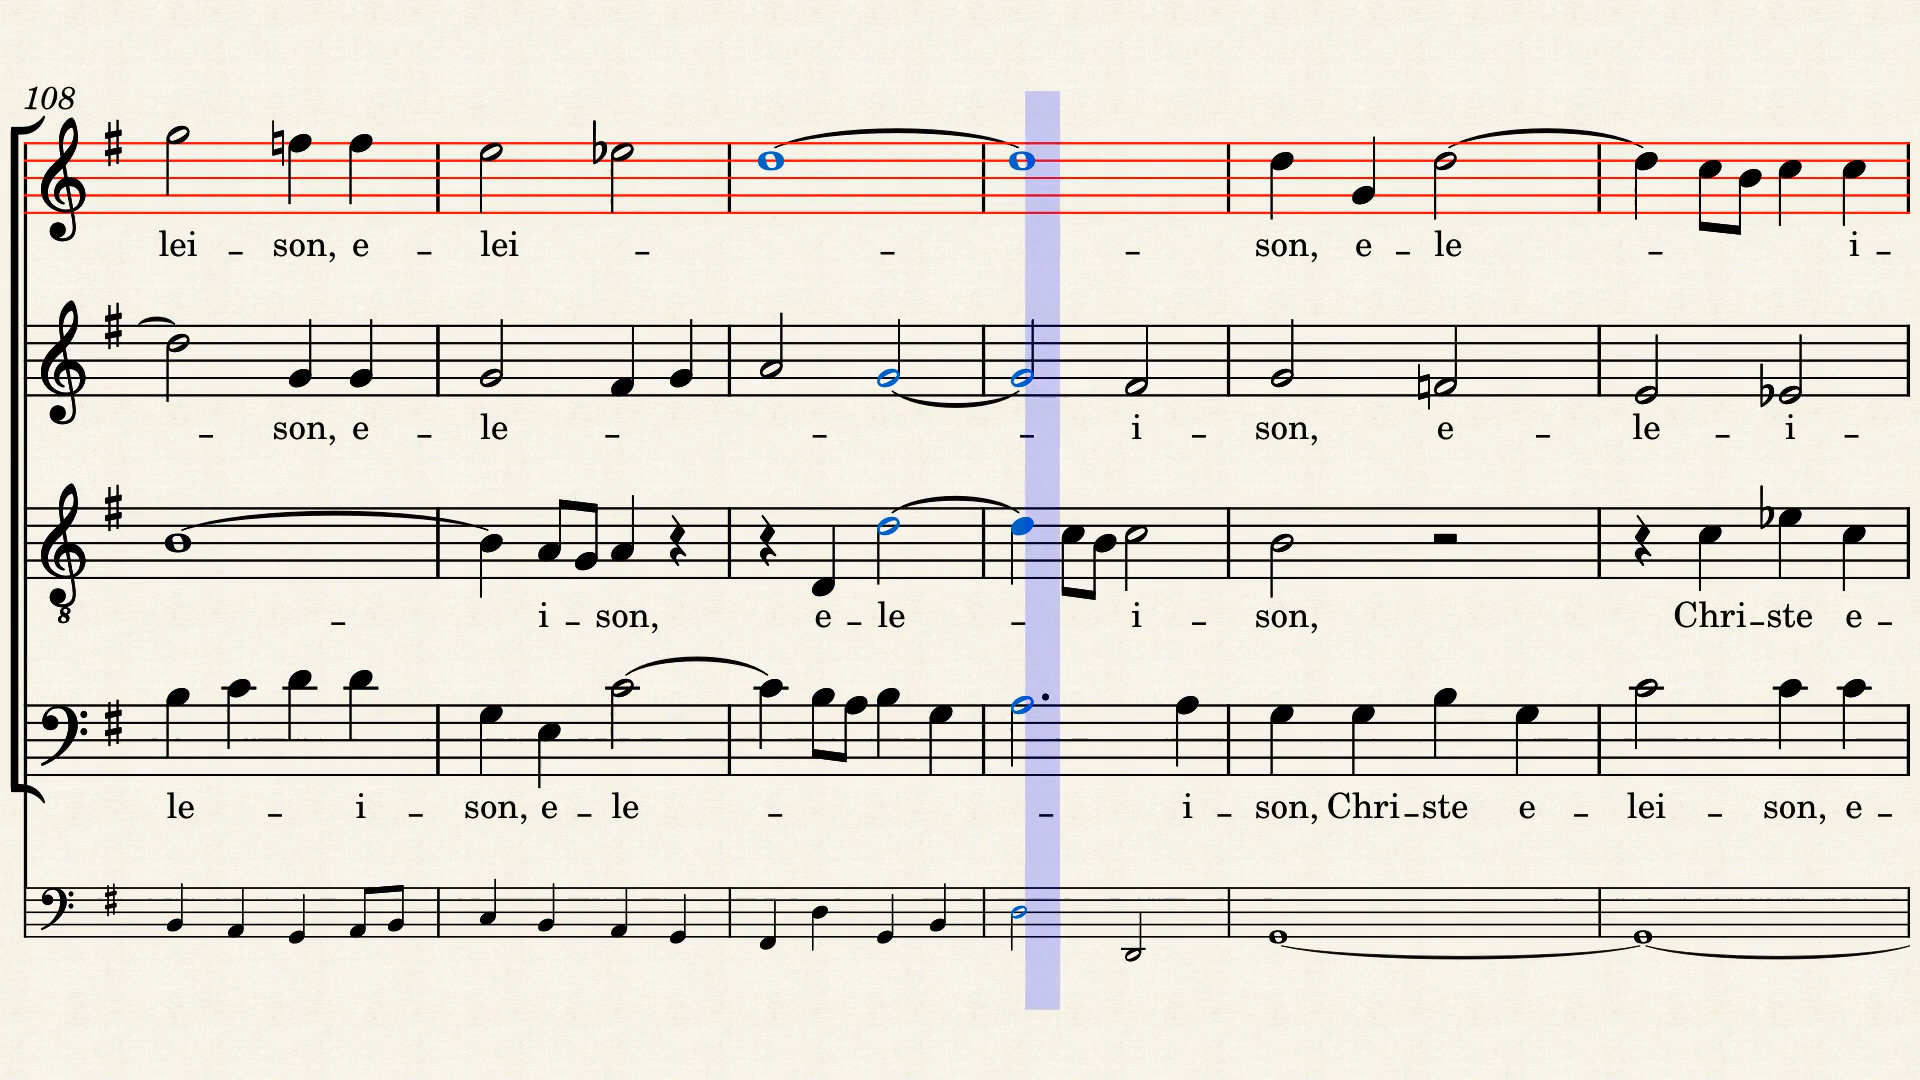 108
lei - son, e - lei - - - son, e - le - i -
- son, e - le - - - i - son, e - le - i -
8
- i - son, e - le - i - son, Chri - ste e -
le - i - son, e - le - - i - son, Chri - ste e - lei - son, e -